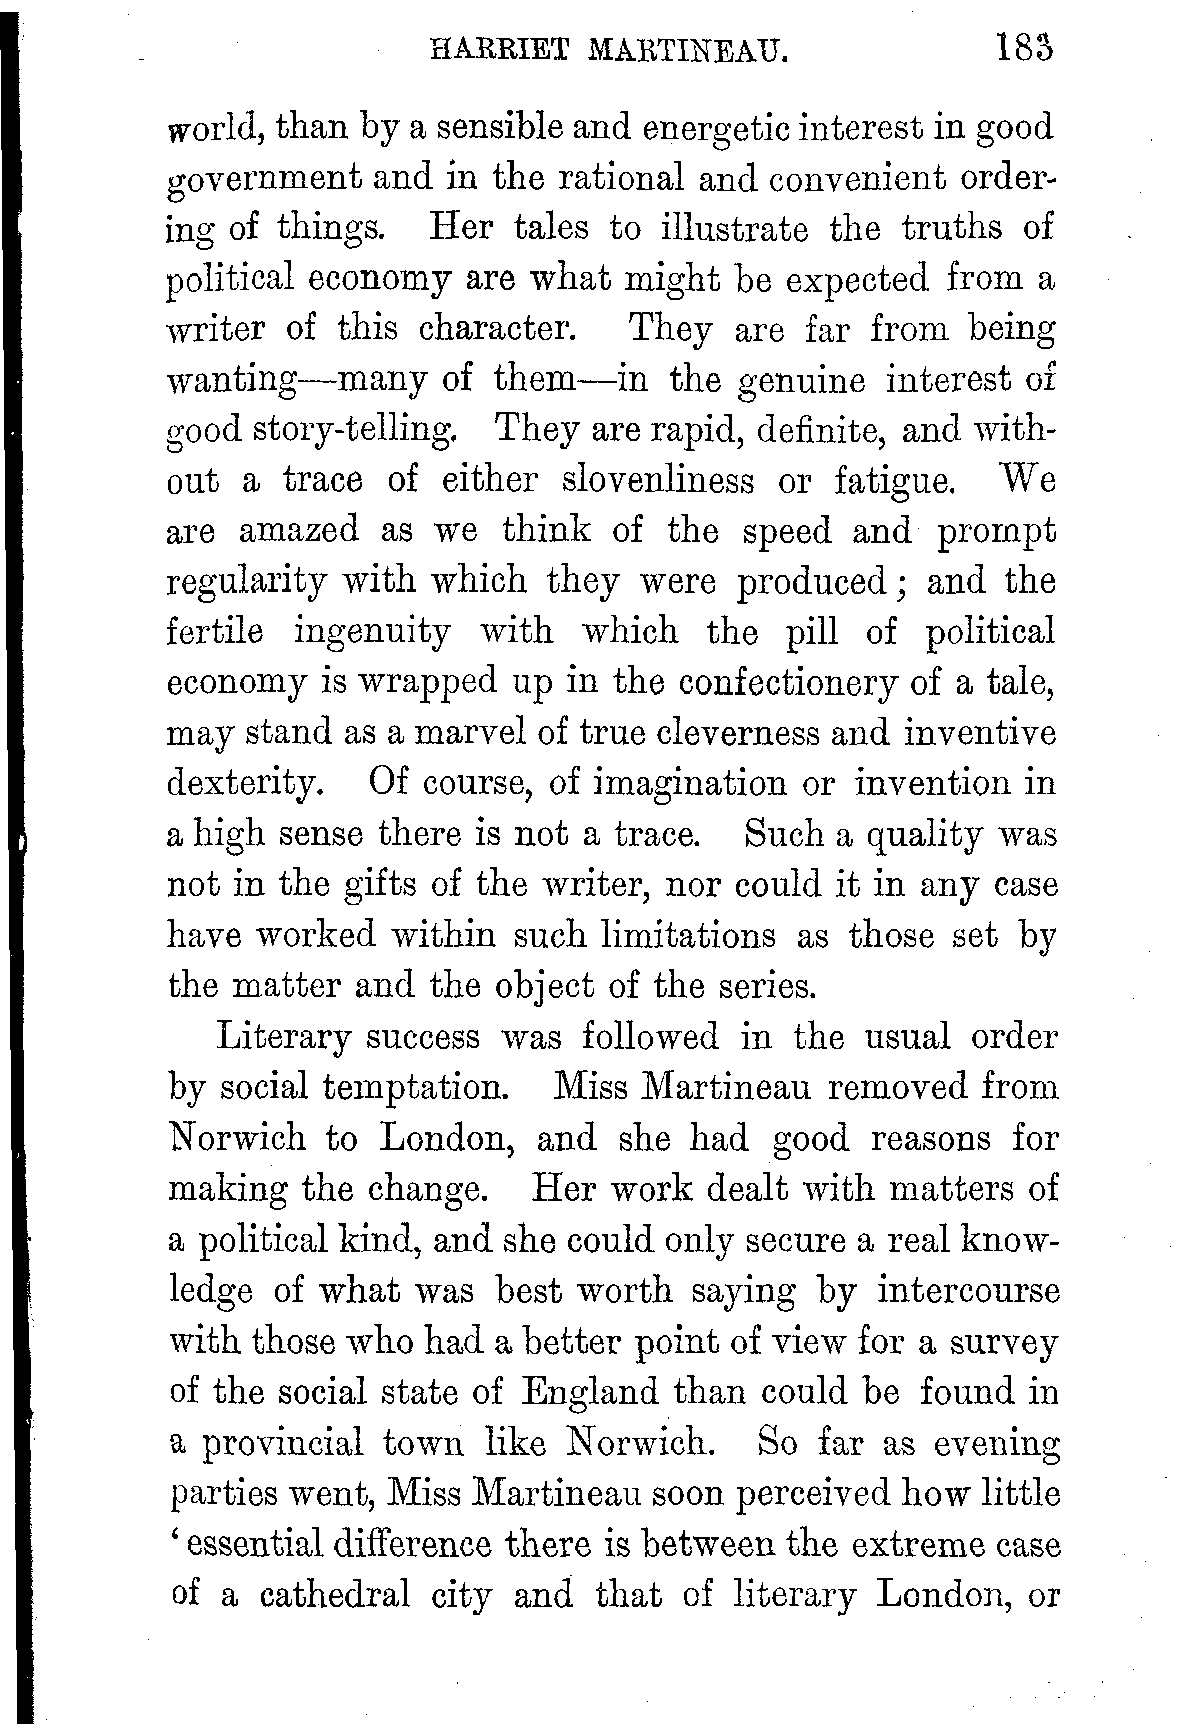 HARRIET MARTINEAU. 183
world, than by a sensible and energetic interest in good
government and in the rational and convenient order-
ing of things. Her tales to illustrate the truths of
political economy are what might be expected from a
writer of this character. They are far from being
wanting—many of them—in the genuine interest of
good story-telling. They are rapid, definite, and with-
out a trace of either slovenliness or fatigue. We
are amazed as we think of the speed and prompt
regularity with which they were produced; and the
fertile ingenuity with which the pill of political
economy is wrapped up in the confectionery of a tale,
may stand as a marvel of true cleverness and inventive
dexterity. Of course, of imagination or invention in
a high sense there is not a trace. Such a quality was
not in the gifts of the writer, nor could it in any case
have worked within such limitations as those set by
the matter and the object of the series.
Literary success was followed in the usual order
by social temptation. Miss Martineau removed from
Norwich to London, and she had good reasons for
making the change. Her work dealt with matters of
a political kind, and she could only secure a real know-
ledge of what was best worth saying by intercourse
with those who had a better point of view for a survey
of the social state of England than could be found in
a provincial town like Norwich. So far as evening
parties went, Miss Martineau soon perceived how little
‘essential difference there is between the extreme case
of a cathedral city and that of literary London, or